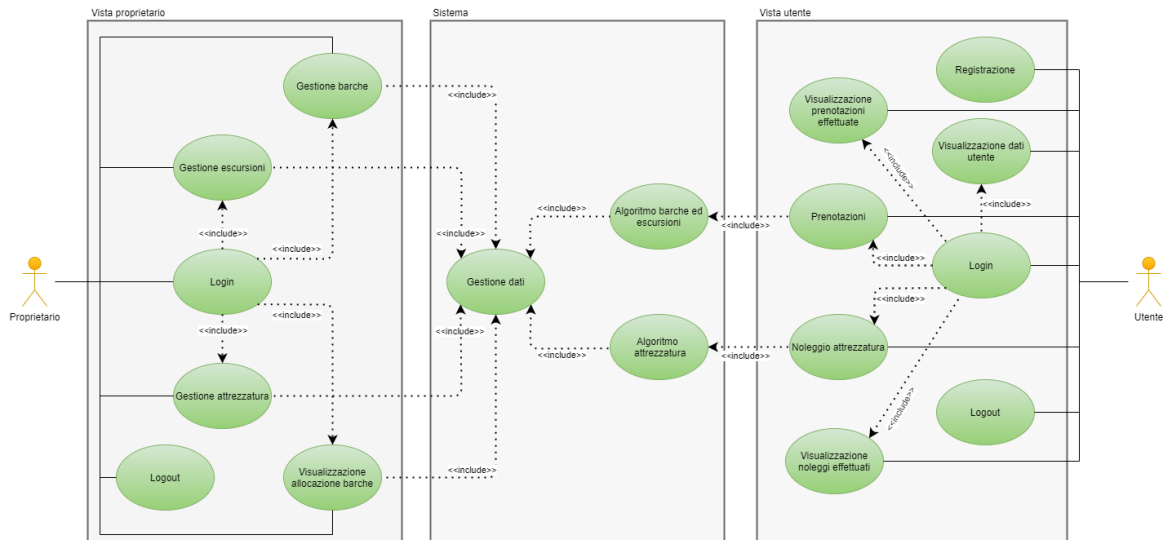 Vista proprietario
Sistema
Vista utente
Gestione barche
<<include>>
Gestione escursioni
<<include>>
<<include>>
<<include>>
Login
<<include>>
<<include>>
Gestione attrezzatura
Logout
Visualizzazione
allocazione barche
Proprietario
<<include>>
<<include>>
<<include>>
Gestione dati
<<include>>
<<include>>
<<include>>
Algoritmo barche ed
escursioni
Algoritmo
attrezzatura
<<include>>
<<include>>
Registrazione
Visualizzazione
prenotazioni
effettuate
<<include>>
Visualizzazione dati
utente
<<include>>
Prenotazioni
<<include>>
Login
<<include>>
Noleggio attrezzatura
<<include>>
Logout
Visualizzazione
noleggi effettuati
Utente